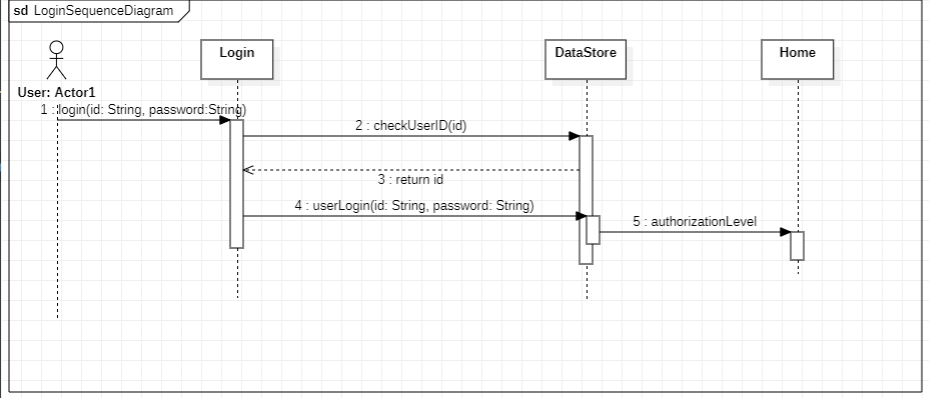 sd LoginSequenceDiagram
Login
DataStore
Home
User: Actor1
1 : login(id: String, password:String)
2 : checkUserID(id)
3 : return id
4 : userLogin(id: String, password: String)
5 : authorizationLevel